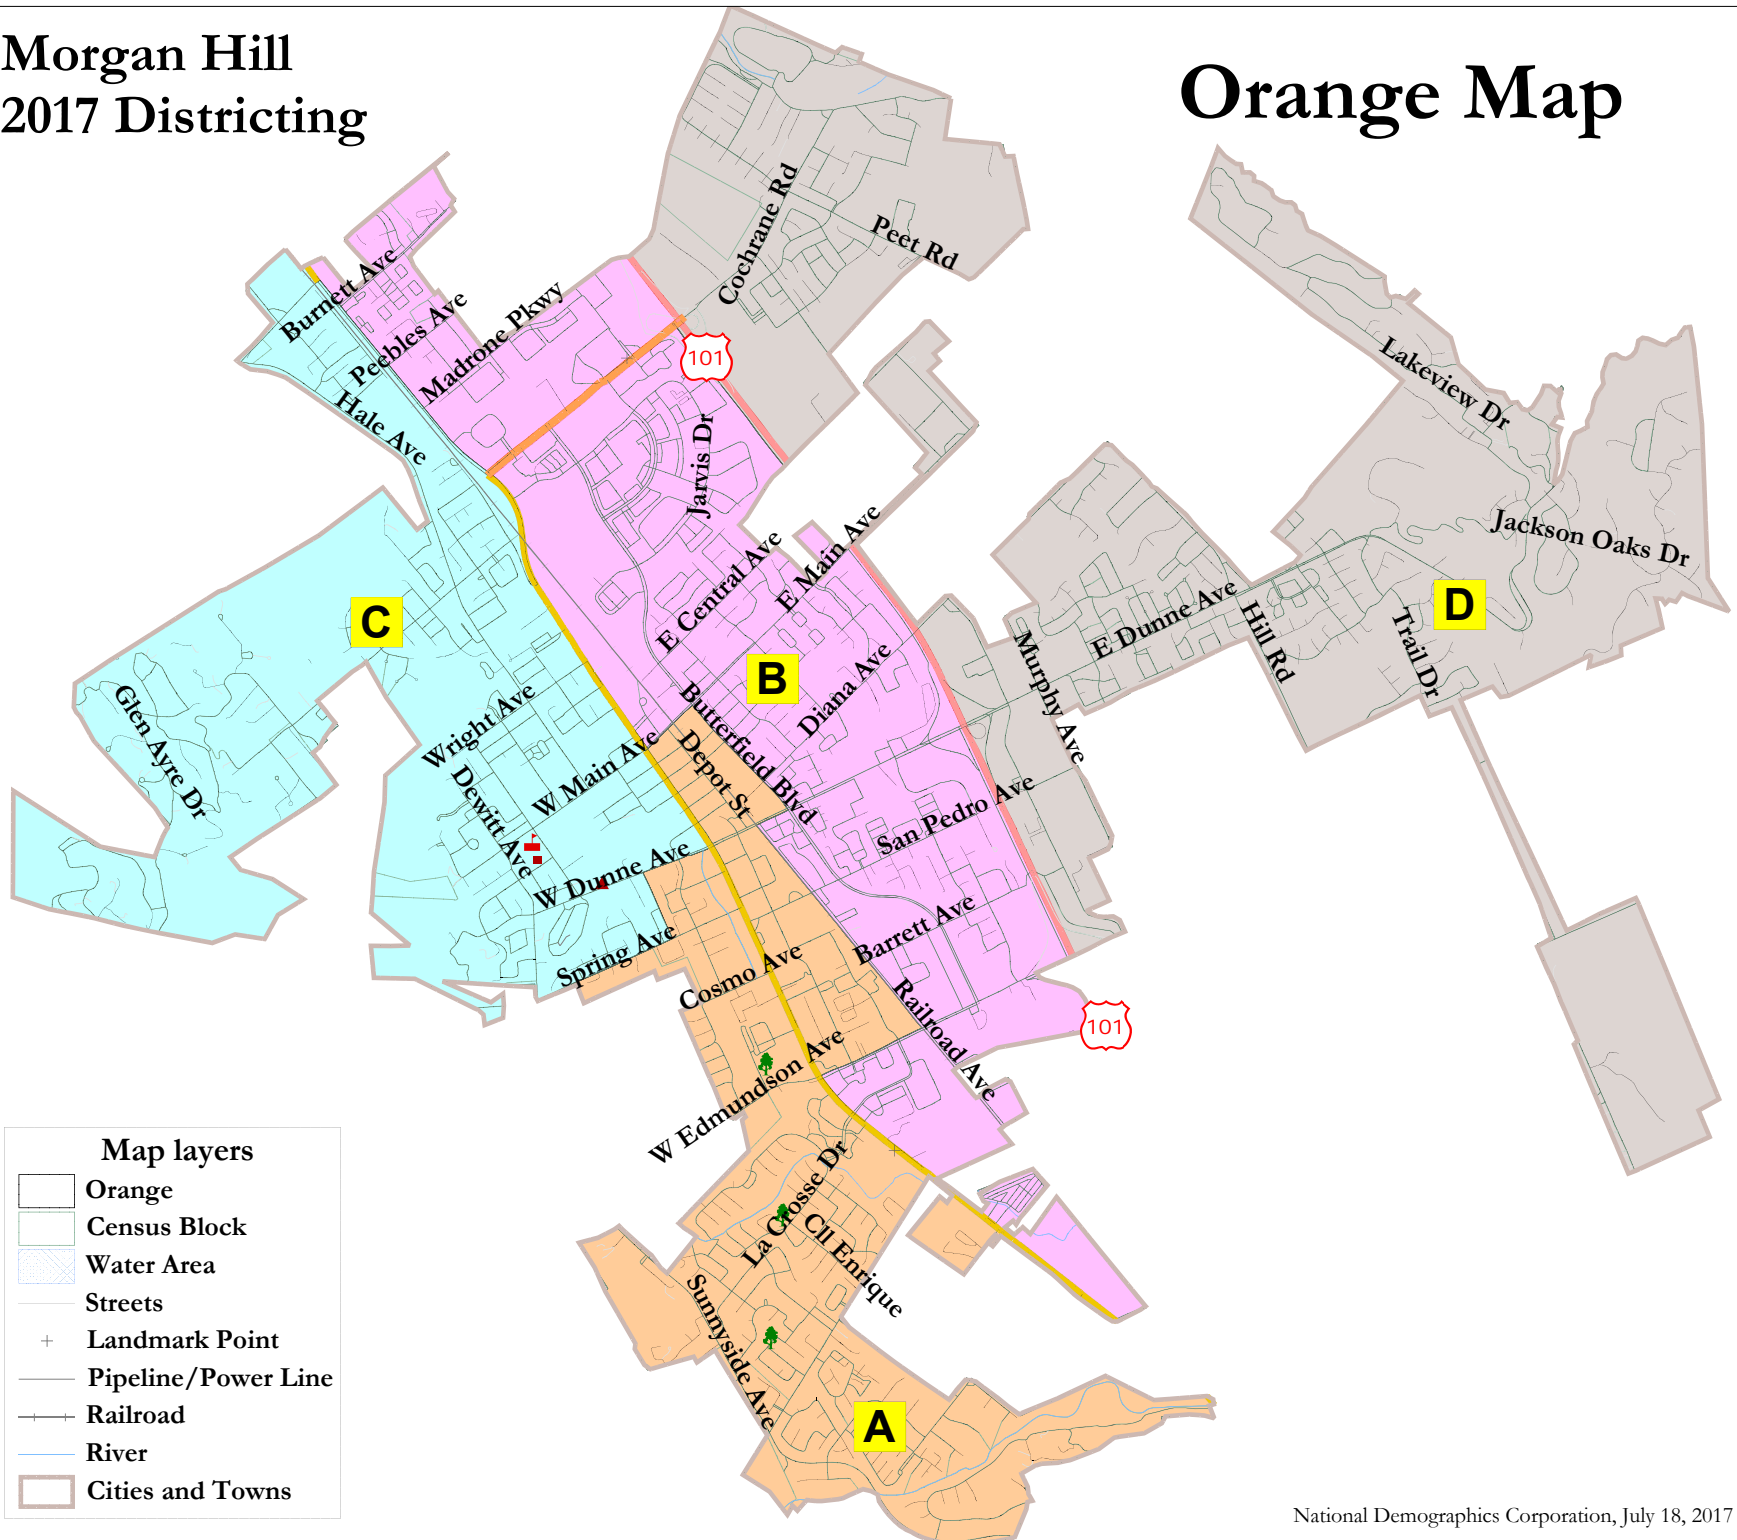 Morgan Hill
2017 Districting
Orange Map
Cochrane Rd
Peet Rd
Burnett Ave
Peebles Ave
Madrone Pkwy
Hale Ave
101
Jarvis Dr
Lakeview Dr
Jackson Oaks Dr
E Central Ave
E Main Ave
C
B
D
E Dunne Ave
Hill Rd
Trail Dr
Murphy Ave
Diana Ave
Butterfield Blvd
Depot St
Glen Ayre Dr
Wright Ave
W Main Ave
Dewitt Ave
San Pedro Ave
W Dunne Ave
Spring Ave
Cosmo Ave
Barrett Ave
Railroad Ave
101
W Edmundson Ave
La Crosse Dr
Cll Enrique
Sunnyside Ave
A
Map layers
Orange
Census Block
Water Area
Streets
Landmark Point
Pipeline/Power Line
Railroad
River
Cities and Towns
National Demographics Corporation, July 18, 2017